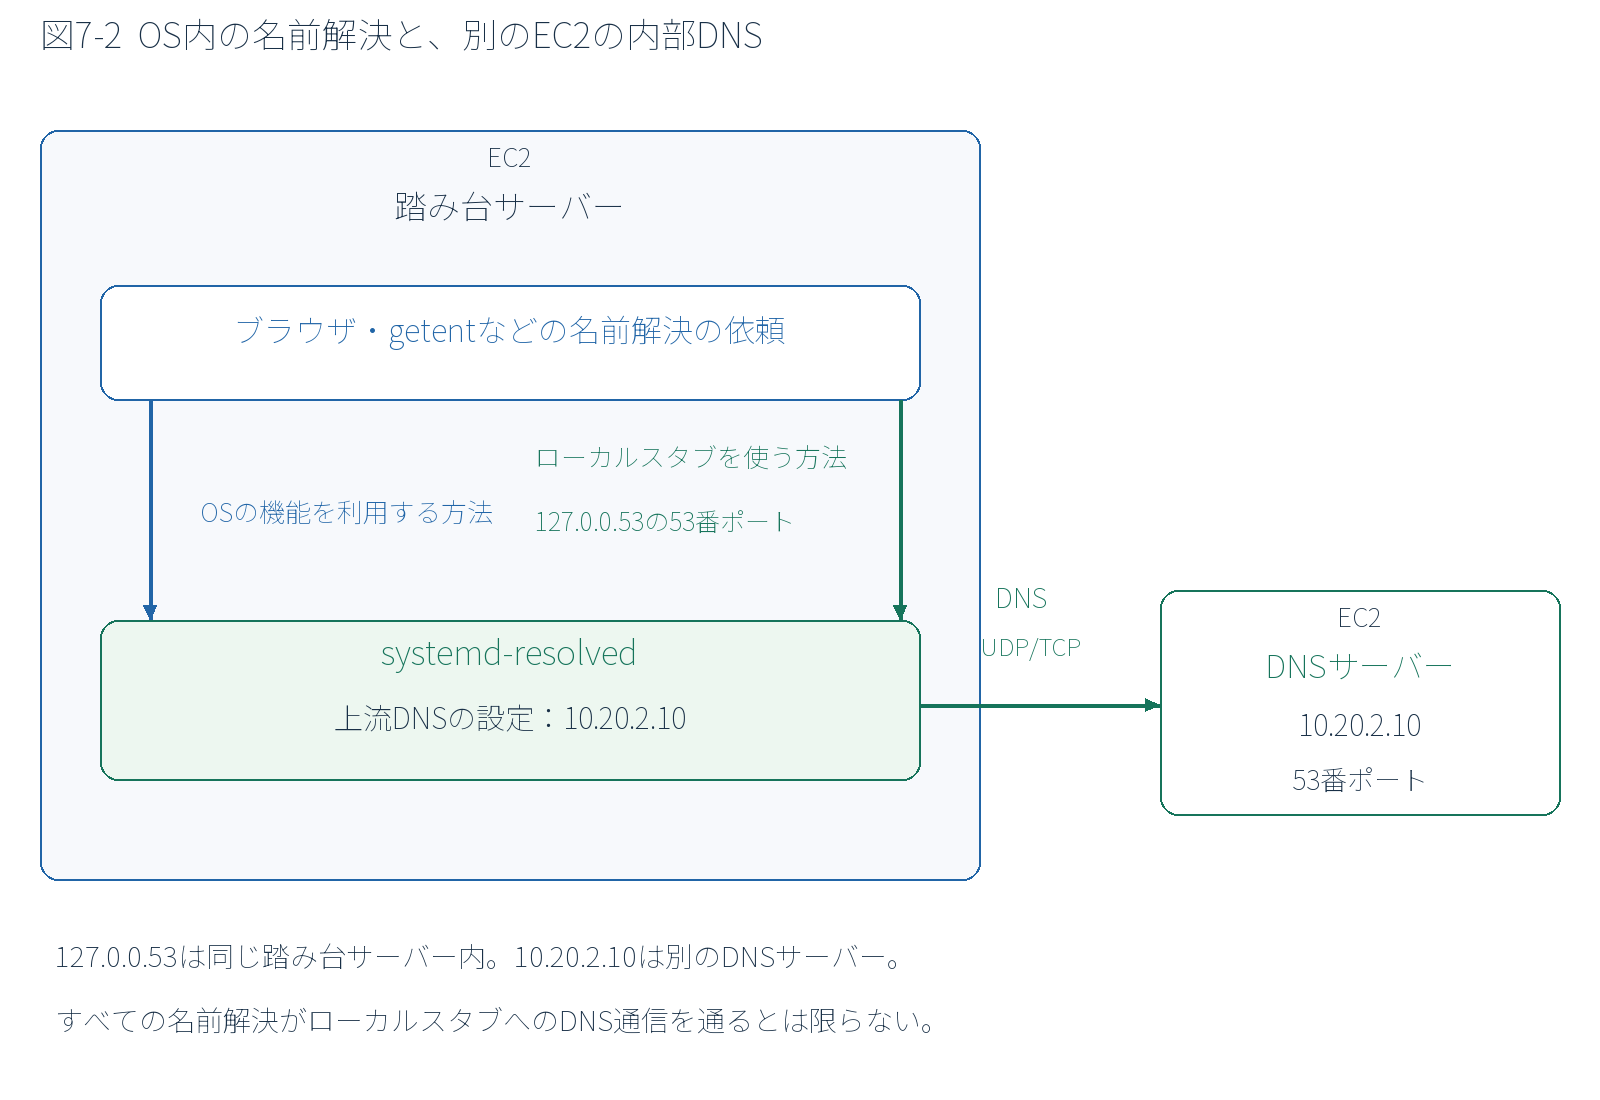 図7-2 OS内の名前解決と、別のEC2の内部DNS
EC2
踏み台サーバー
ブラウザ・getentなどの名前解決の依頼
ローカルスタブを使う方法
OSの機能を利用する方法
127.0.0.53の53番ポート
DNS
UDP/TCP
systemd-resolved
上流DNSの設定：10.20.2.10
EC2
DNSサーバー
10.20.2.10
53番ポート
127.0.0.53は同じ踏み台サーバー内。10.20.2.10は別のDNSサーバー。
すべての名前解決がローカルスタブへのDNS通信を通るとは限らない。